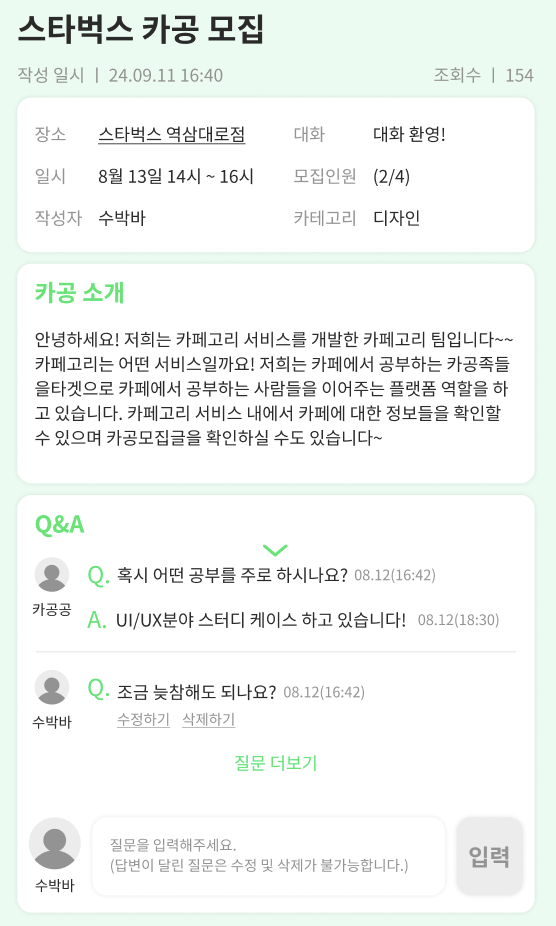 스타벅스 카공 모집
작성 일시 ㅣ 24.09.11 16:40 조회수 ㅣ 154
장소 스타벅스 역삼대로점 대화 대화 환영!
일시 8월 13일 14시 ~ 16시 모집인원 (2/4)
작성자 수박바 카테고리 디자인
카공 소개
안녕하세요! 저희는 카페고리 서비스를 개발한 카페고리 팀입니다~~
카페고리는 어떤 서비스일까요! 저희는 카페에서 공부하는 카공족들
을타겟으로 카페에서 공부하는 사람들을 이어주는 플랫폼 역할을 하
고 있습니다. 카페고리 서비스 내에서 카페에 대한 정보들을 확인할
수 있으며 카공모집글을 확인하실 수도 있습니다~
Q&A
Q. 혹시 어떤 공부를 주로 하시나요? 08.12(16:42)
카공공
A. UI/UX분야 스터디 케이스 하고 있습니다! 08.12(18:30)
Q. 조금 늦참해도 되나요? 08.12(16:42)
수박바
수정하기 삭제하기
질문 더보기
질문을 입력해주세요.
(답변이 달린 질문은 수정 및 삭제가 불가능합니다.)
입력
수박바